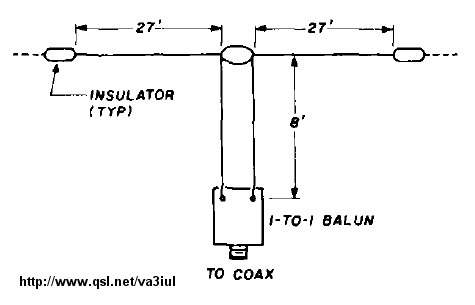 27' 27'
INSULATOR
(TYP)
8'
1-TO-1 BALUN
TO COAX
http://www.qsl.net/va3iul